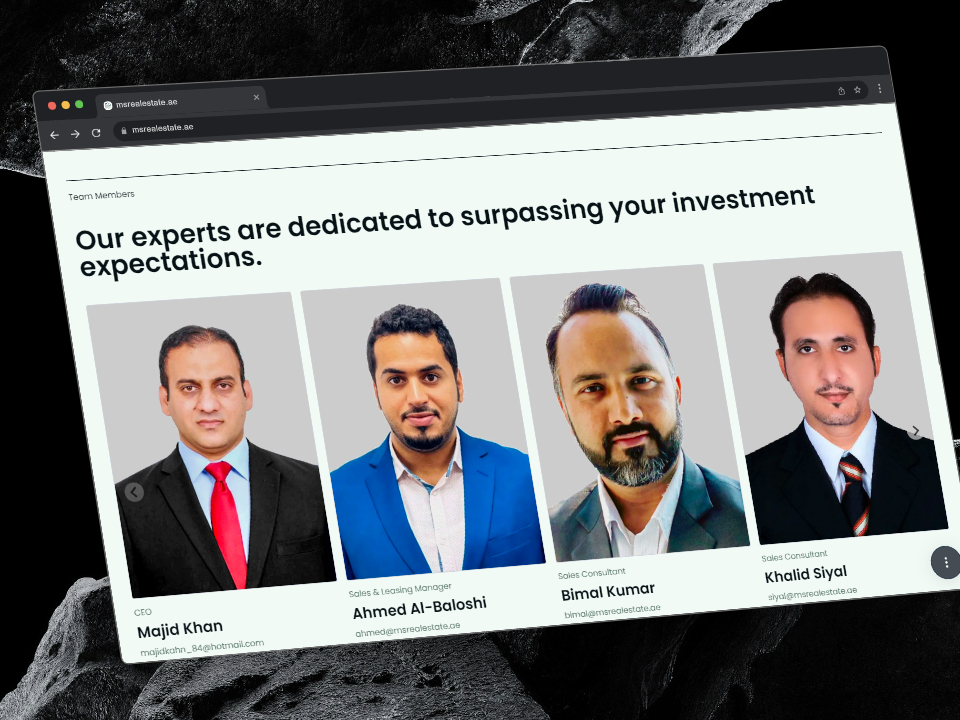 msrealestate.ae
msrealestate.ae
Team Members
Our experts are dedicated to surpassing your investment
expectations.
CEO
Majid Khan
majidkahn_84@hotmail.com
Sales & Leasing Manager
Ahmed Al-Baloshi
ahmed@msrealestate.ae
Sales Consultant
Bimal Kumar
bimal@msrealestate.ae
Sales Consultant
Khalid Siyal
siyal@msrealestate.ae